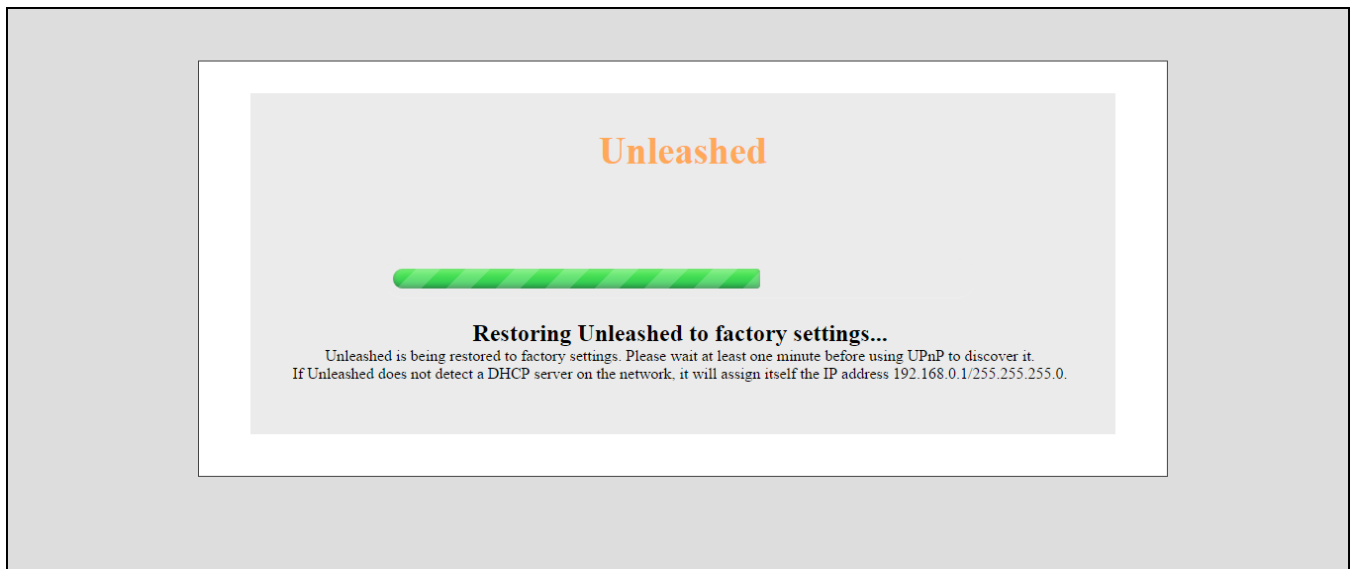 Unleashed
Restoring Unleashed to factory settings...
Unleashed is being restored to factory settings. Please wait at least one minute before using UPnP to discover it.
If Unleashed does not detect a DHCP server on the network, it will assign itself the IP address 192.168.0.1/255.255.255.0.